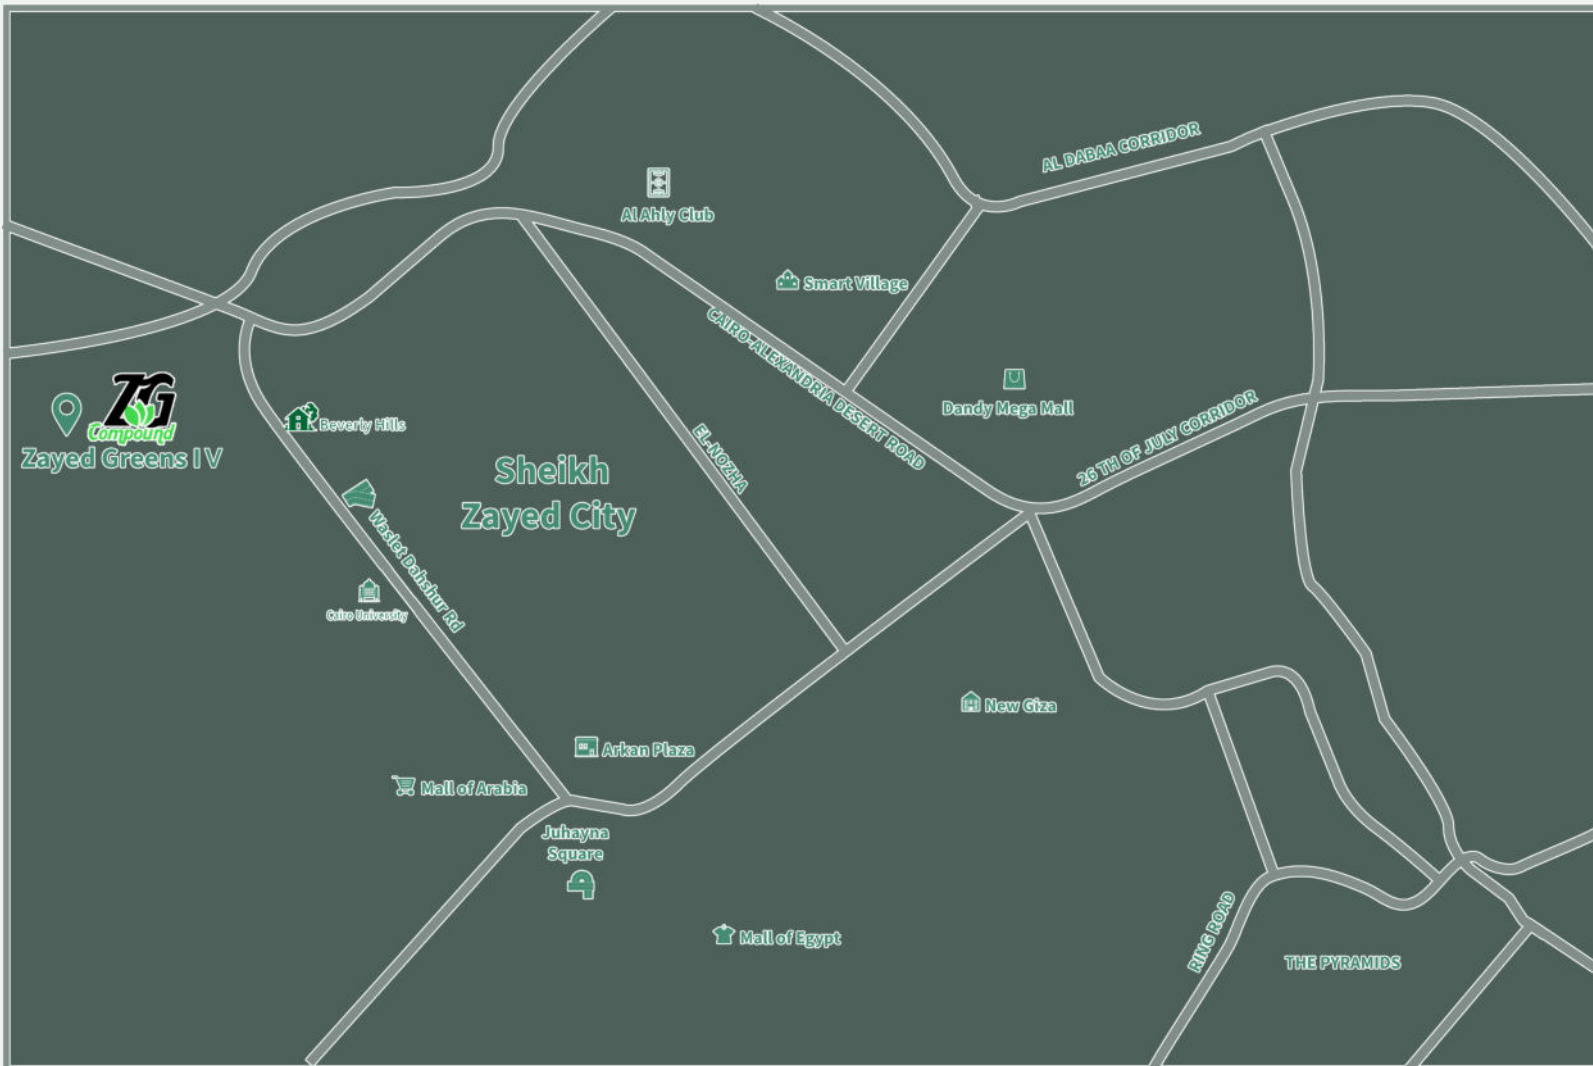 AL DABAA CORRIDOR
Al Ahly Club
Smart Village
CAIRO-ALEXANDRIA DESERT ROAD
Dandy Mega Mall
26 TH OF JULY CORRIDOR
ZG
Compound
Zayed Greens I V
Beverly Hills
EL-NOZHA
Sheikh
Zayed City
Waslet Dahshur Rd
Cairo University
New Giza
Arkan Plaza
Mall of Arabia
Juhayna
Square
Mall of Egypt
RING ROAD
THE PYRAMIDS